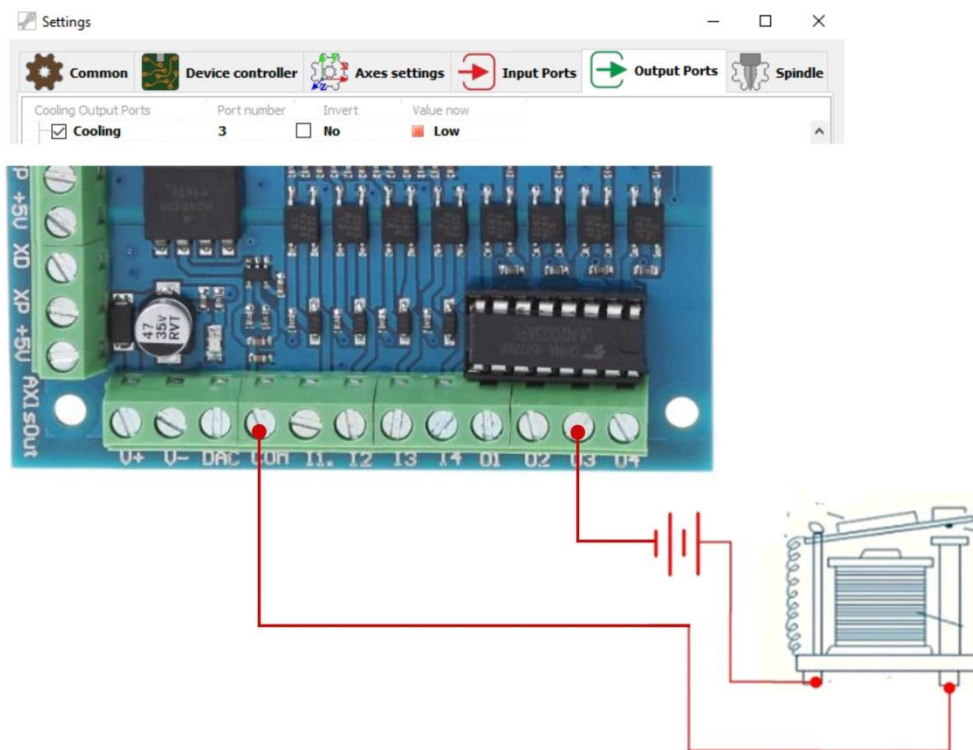 Settings
Common Device controller Axes settings Input Ports Output Ports Spindle
Cooling Output Ports Port number Invert Value now
Cooling 3 No Low
P +5V XD XP +5V
AXIsOut
47
35V
RVT
ULN2003APG
V+ V- DAC COM I1. I2 I3 I4 O1 O2 O3 O4